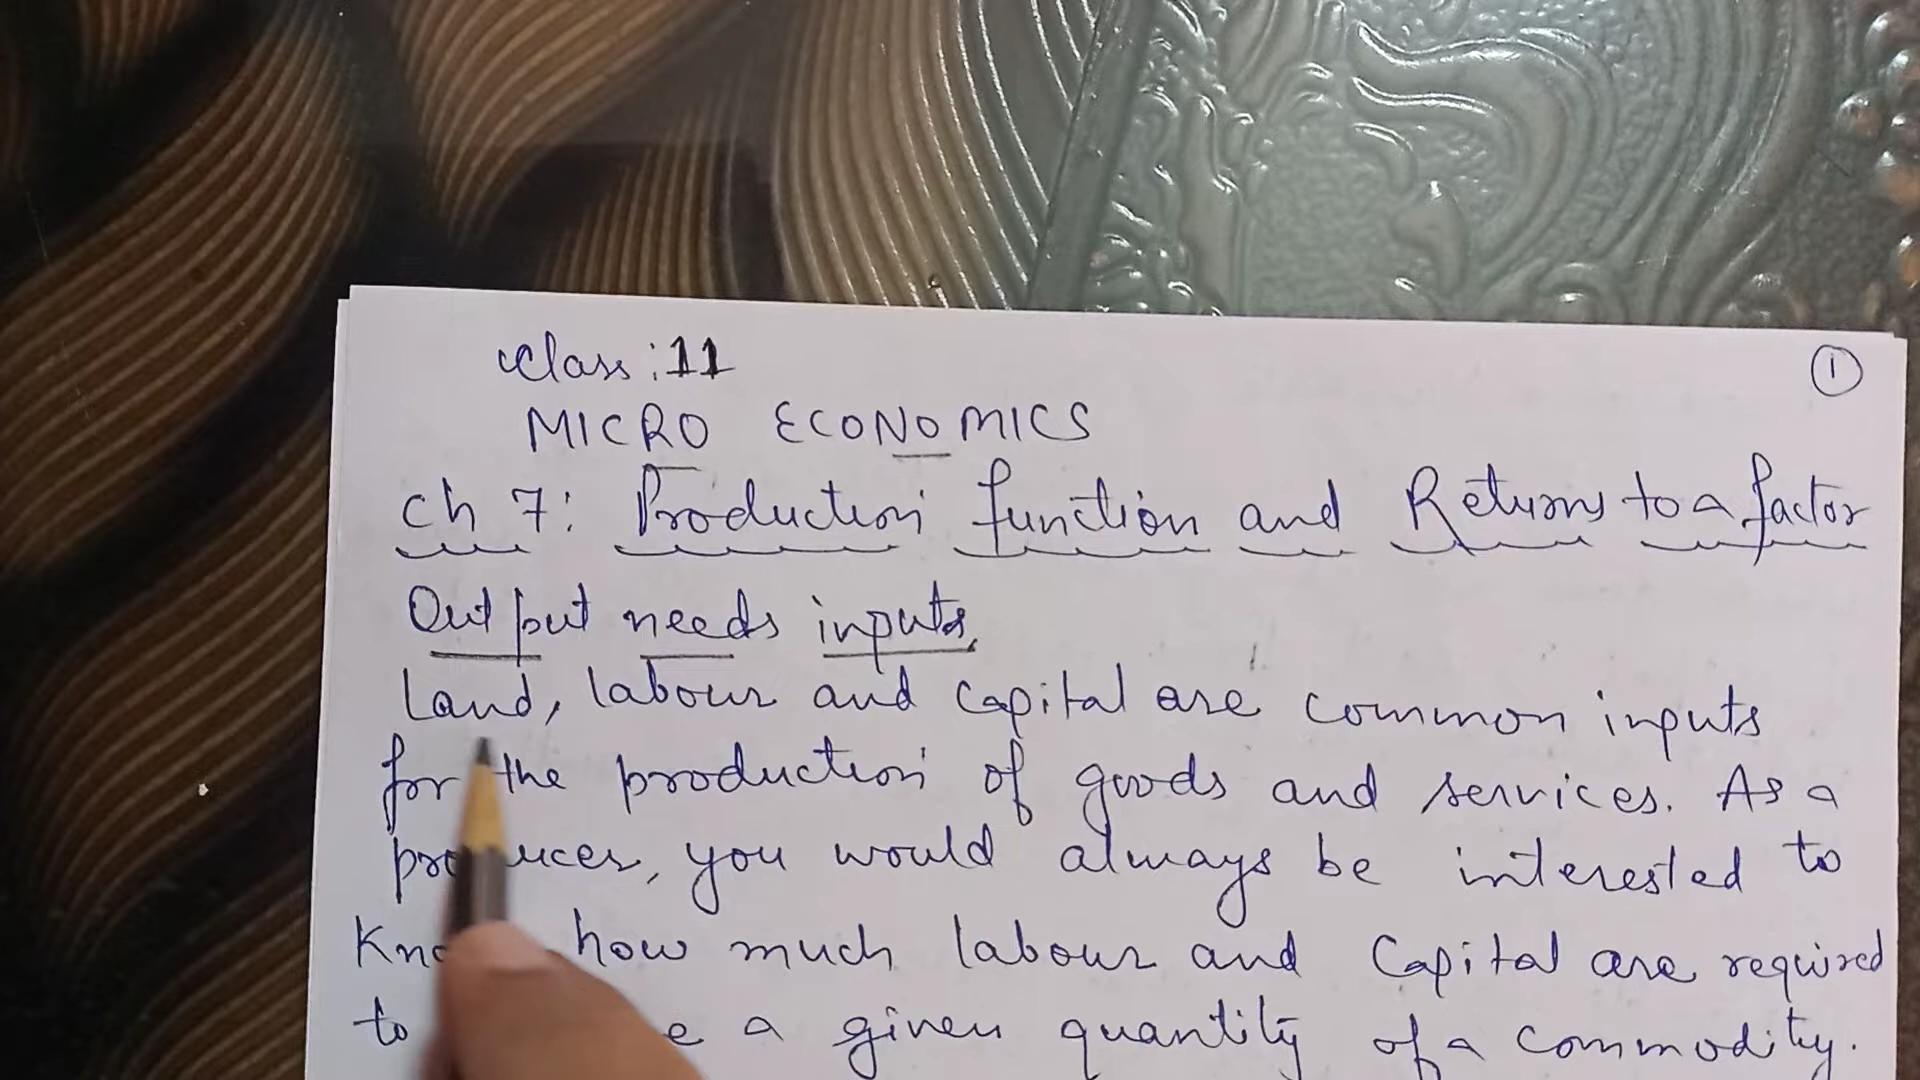 Class : 11
1
MICRO ECONOMICS
Ch 7: Production function and Returns to a factor
Output needs inputs.
Land, labour and capital are common inputs
for the production of goods and services. As a
producer, you would always be interested to
how much labour and Capital are required
to a given quantity of a commodity.